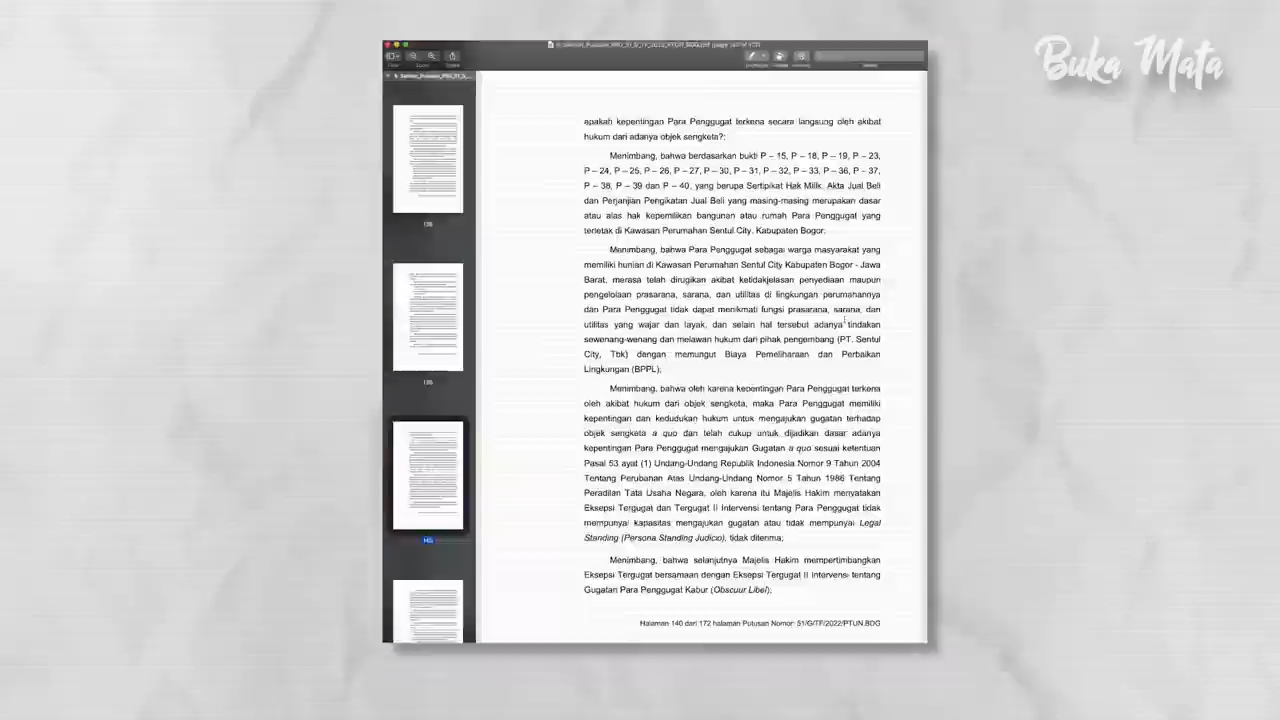 Buka Mata
apakah kepentingan Para Penggugat terkena secara langsung oleh akibat
hukum dari adanya objek sengketa?;
Menimbang, bahwa berdasarkan bukti P – 15, P – 18, P – 19, P – 23,
P – 24, P – 25, P – 26, P – 27, P – 30, P – 31, P – 32, P – 33, P – 36, P – 37,
P – 38, P – 39 dan P – 40, yang berupa Sertipikat Hak Milik, Akta Jual Beli
dan Perjanjian Pengikatan Jual Beli yang masing-masing merupakan dasar
atau alas hak kepemilikan bangunan atau rumah Para Penggugat yang
terletak di Kawasan Perumahan Sentul City, Kabupaten Bogor;
Menimbang, bahwa Para Penggugat sebagai warga masyarakat yang
memiliki hunian di Kawasan Perumahan Sentul City Kabupaten Bogor - Jawa
Barat, merasa telah dirugikan akibat ketidakjelasan penyediaan maupun
pengelolaan prasarana, sarana, dan utilitas di lingkungan perumahannya
dan Para Penggugat tidak dapat menikmati fungsi prasarana, sarana, dan
utilitas yang wajar dan layak, dan selain hal tersebut adanya tindakan
sewenang-wenang dan melawan hukum dari pihak pengembang (PT. Sentul
City, Tbk) dengan memungut Biaya Pemeliharaan dan Perbaikan
Lingkungan (BPPL);
Menimbang, bahwa oleh karena kepentingan Para Penggugat terkena
oleh akibat hukum dari objek sengketa, maka Para Penggugat memiliki
kepentingan dan kedudukan hukum untuk mengajukan gugatan terhadap
objek sengketa a quo dan telah cukup untuk dijadikan dasar adanya
kepentingan Para Penggugat mengajukan Gugatan a quo sesuai ketentuan
Pasal 53 ayat (1) Undang-Undang Republik Indonesia Nomor 9 Tahun 2004
Tentang Perubahan Atas Undang-Undang Nomor 5 Tahun 1986 Tentang
Peradilan Tata Usaha Negara, oleh karena itu Majelis Hakim menyatakan
Eksepsi Tergugat dan Tergugat II Intervensi tentang Para Penggugat tidak
mempunyai kapasitas mengajukan gugatan atau tidak mempunyai Legal
Standing (Persona Standing Judicio), tidak diterima;
Menimbang, bahwa selanjutnya Majelis Hakim mempertimbangkan
Eksepsi Tergugat bersamaan dengan Eksepsi Tergugat II Intervensi tentang
Gugatan Para Penggugat Kabur (Obscuur Libel);
Halaman 140 dari 172 halaman Putusan Nomor: 51/G/TF/2022/PTUN.BDG